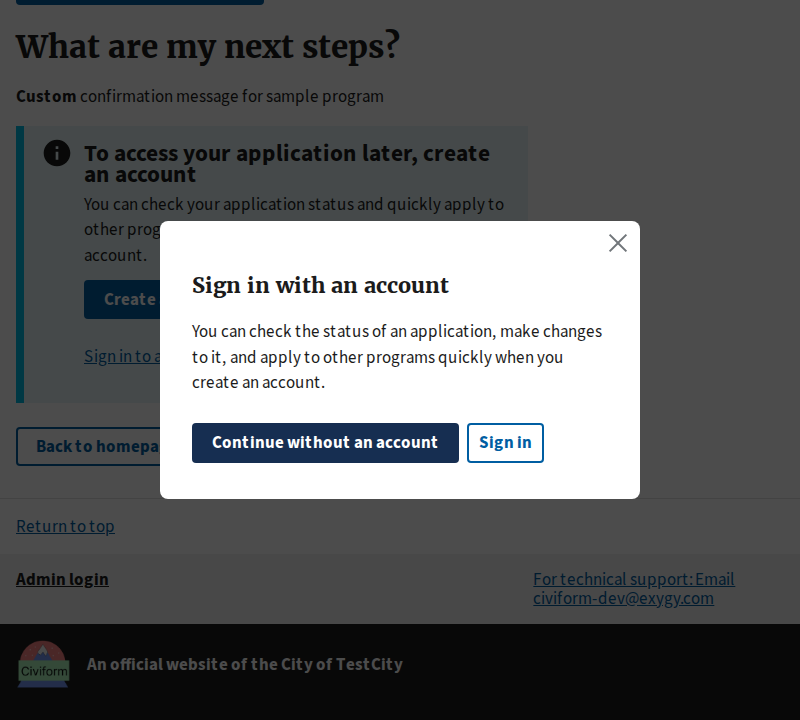 What are my next steps?
Custom confirmation message for sample program
To access your application later, create
an account
You can check your application status and quickly apply to
other prog
account.
Create
Sign in to a
Sign in with an account
You can check the status of an application, make changes
to it, and apply to other programs quickly when you
create an account.
Continue without an account
Sign in
Back to homepa
Return to top
Admin login
For technical support: Email
civiform-dev@exygy.com
Civiform
An official website of the City of TestCity